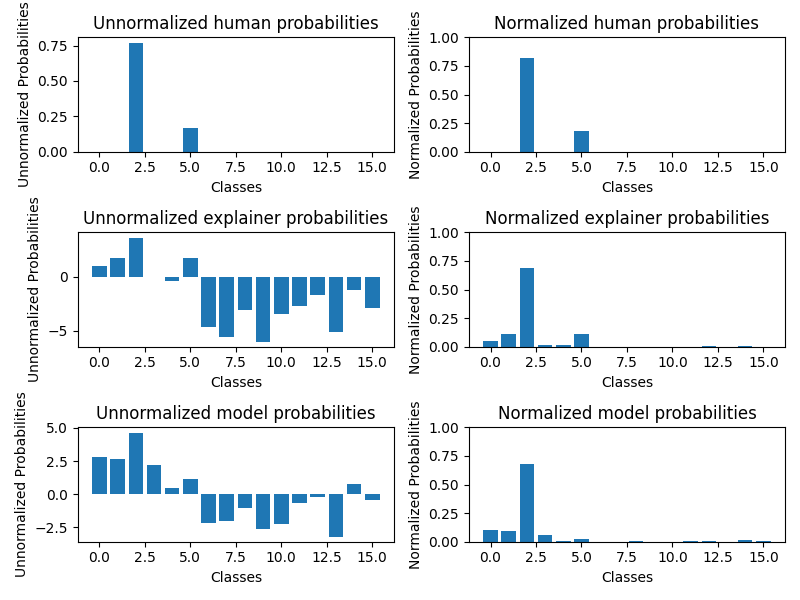 Unnormalized human probabilities
Unnormalized Probabilities
0.75
0.50
0.25
0.00
0.0 2.5 5.0 7.5 10.0 12.5 15.0
Classes
Normalized human probabilities
Normalized Probabilities
1.00
0.75
0.50
0.25
0.00
0.0 2.5 5.0 7.5 10.0 12.5 15.0
Classes
Unnormalized explainer probabilities
Unnormalized Probabilities
0
−5
0.0 2.5 5.0 7.5 10.0 12.5 15.0
Classes
Normalized explainer probabilities
Normalized Probabilities
1.00
0.75
0.50
0.25
0.00
0.0 2.5 5.0 7.5 10.0 12.5 15.0
Classes
Unnormalized model probabilities
Unnormalized Probabilities
5.0
2.5
0.0
−2.5
0.0 2.5 5.0 7.5 10.0 12.5 15.0
Classes
Normalized model probabilities
Normalized Probabilities
1.00
0.75
0.50
0.25
0.00
0.0 2.5 5.0 7.5 10.0 12.5 15.0
Classes